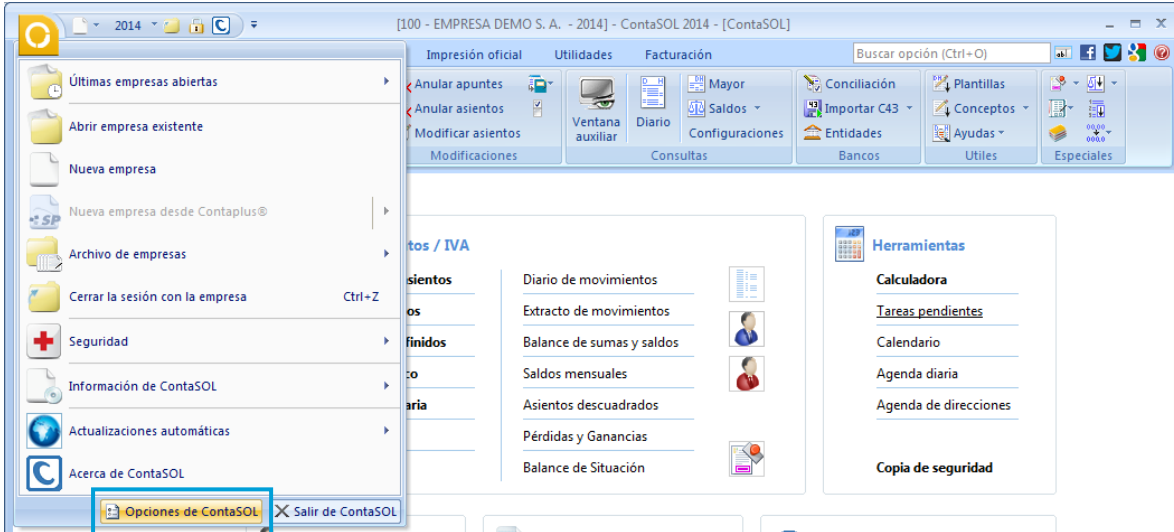 2014
[100 - EMPRESA DEMO S. A. - 2014] - ContaSOL 2014 - [ContaSOL]
Impresión oficial Utilidades Facturación Buscar opción (Ctrl+O)
Últimas empresas abiertas
Abrir empresa existente
Nueva empresa
Nueva empresa desde Contaplus®
Archivo de empresas
Cerrar la sesión con la empresa Ctrl+Z
Seguridad
Información de ContaSOL
Actualizaciones automáticas
Acerca de ContaSOL
Opciones de ContaSOL Salir de ContaSOL
Anular apuntes
Anular asientos
Modificar asientos
Modificaciones
Ventana
auxiliar
Diario
Mayor
Saldos
Configuraciones
Consultas
Conciliación
Importar C43
Entidades
Bancos
Plantillas
Conceptos
Ayudas
Utiles
Especiales
tos / IVA
sientos
os
finidos
co
aria
Diario de movimientos
Extracto de movimientos
Balance de sumas y saldos
Saldos mensuales
Asientos descuadrados
Pérdidas y Ganancias
Balance de Situación
Herramientas
Calculadora
Tareas pendientes
Calendario
Agenda diaria
Agenda de direcciones
Copia de seguridad